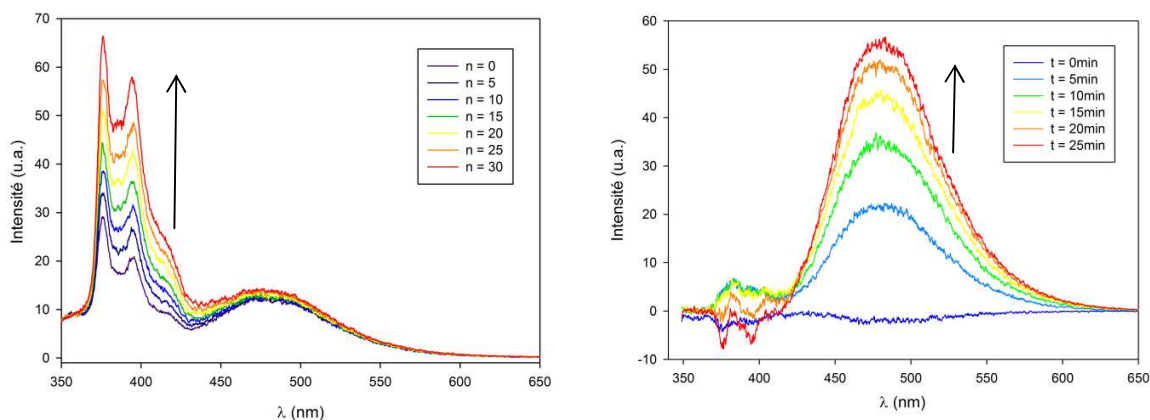 70
60
50
40
30
20
10
0
Intensité (u.a.)
n = 0
n = 5
n = 10
n = 15
n = 20
n = 25
n = 30
350 400 450 500 550 600 650
λ (nm)
60
50
40
30
20
10
0
-10
Intensité (u.a.)
t = 0min
t = 5min
t = 10min
t = 15min
t = 20min
t = 25min
350 400 450 500 550 600 650
λ (nm)